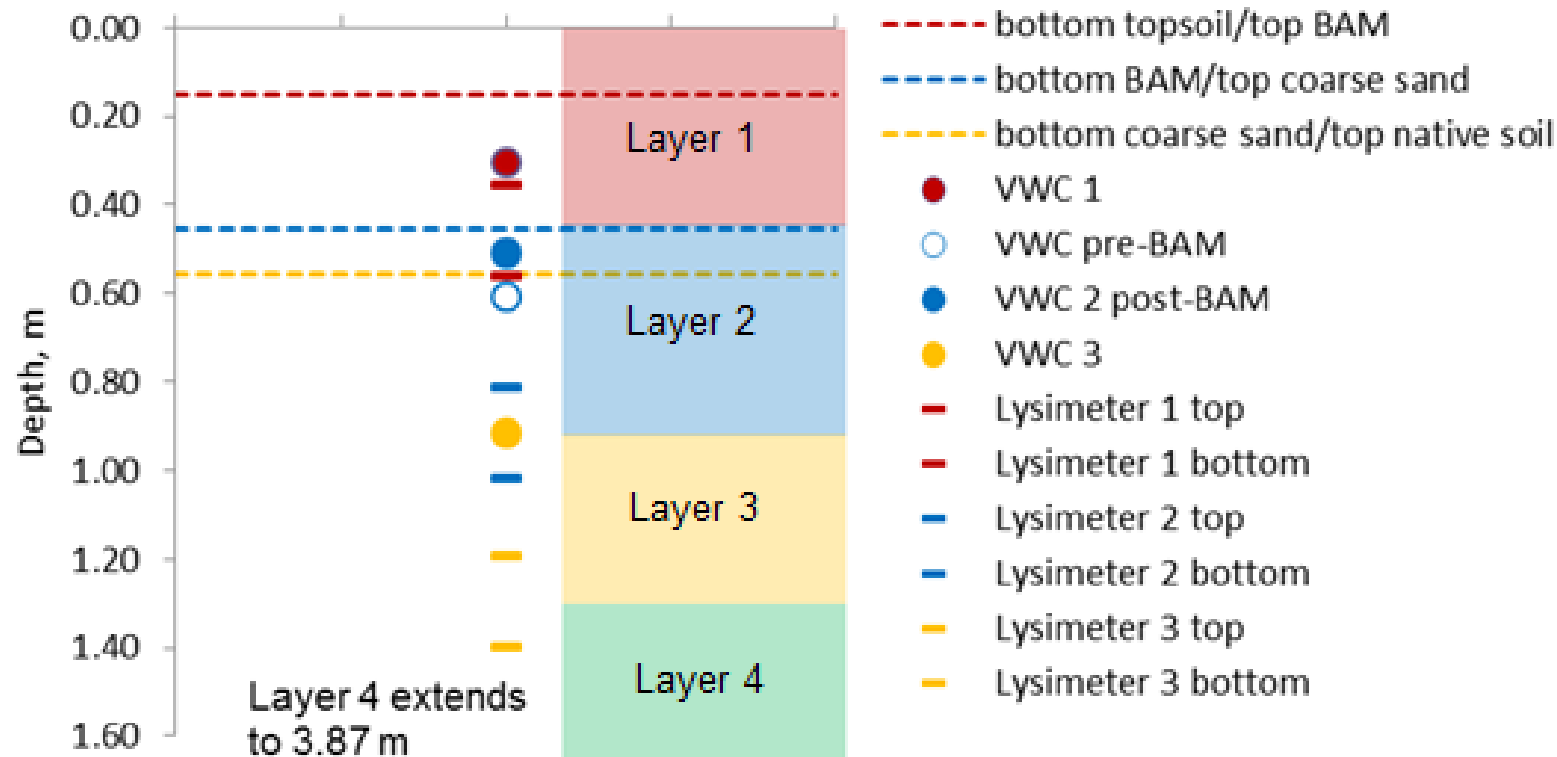 0.00
0.20
0.40
0.60
0.80
1.00
1.20
1.40
1.60
Depth, m
Layer 1
Layer 2
Layer 3
Layer 4
Layer 4 extends
to 3.87 m
bottom topsoil/top BAM
bottom BAM/top coarse sand
bottom coarse sand/top native soil
VWC 1
VWC pre-BAM
VWC 2 post-BAM
VWC 3
Lysimeter 1 top
Lysimeter 1 bottom
Lysimeter 2 top
Lysimeter 2 bottom
Lysimeter 3 top
Lysimeter 3 bottom